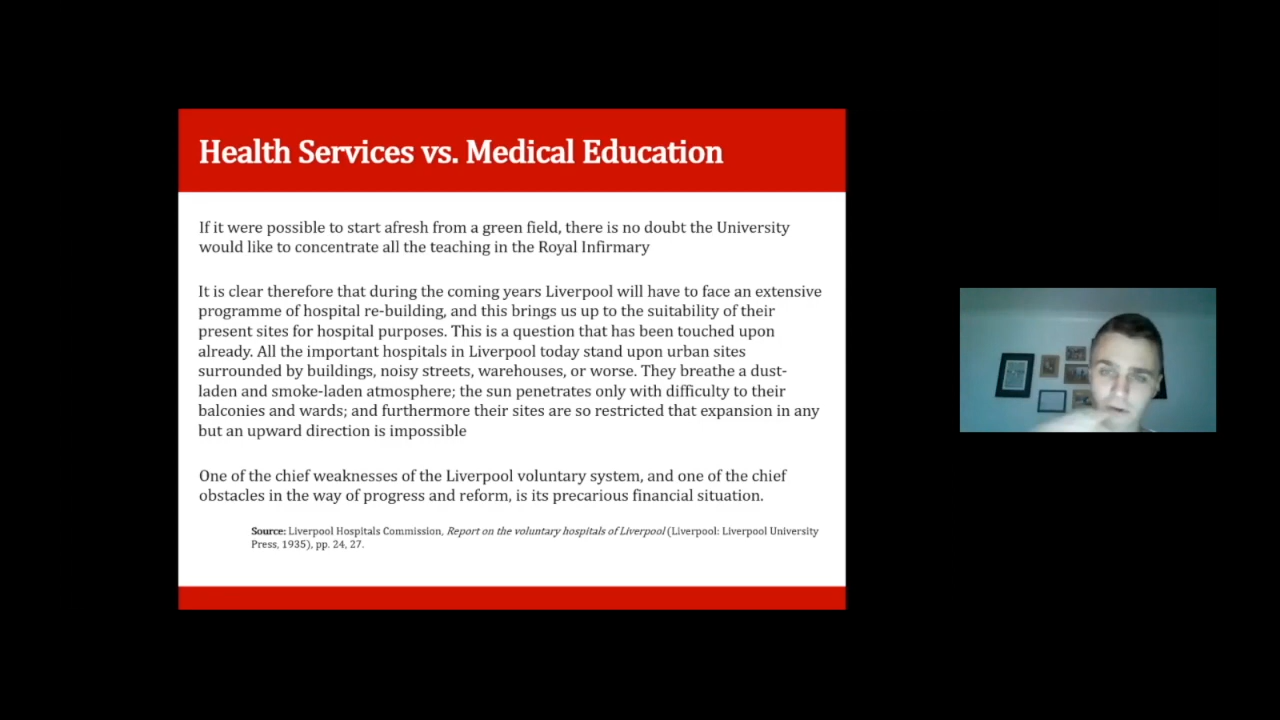 Health Services vs. Medical Education
If it were possible to start afresh from a green field, there is no doubt the University
would like to concentrate all the teaching in the Royal Infirmary
It is clear therefore that during the coming years Liverpool will have to face an extensive
programme of hospital re-building, and this brings us up to the suitability of their
present sites for hospital purposes. This is a question that has been touched upon
already. All the important hospitals in Liverpool today stand upon urban sites
surrounded by buildings, noisy streets, warehouses, or worse. They breathe a dust-
laden and smoke-laden atmosphere; the sun penetrates only with difficulty to their
balconies and wards; and furthermore their sites are so restricted that expansion in any
but an upward direction is impossible
One of the chief weaknesses of the Liverpool voluntary system, and one of the chief
obstacles in the way of progress and reform, is its precarious financial situation.
Source: Liverpool Hospitals Commission, Report on the voluntary hospitals of Liverpool (Liverpool: Liverpool University
Press, 1935), pp. 24, 27.